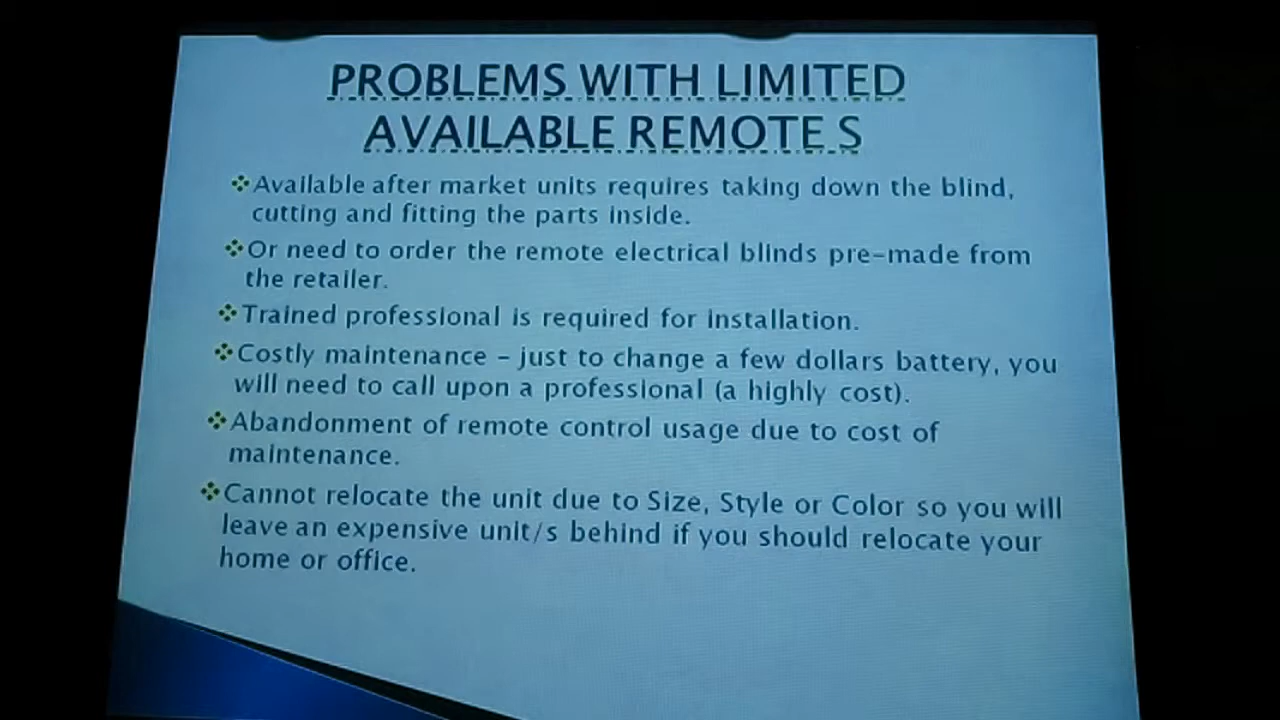 PROBLEMS WITH LIMITED
AVAILABLE REMOTE S
❖Available after market units requires taking down the blind,
cutting and fitting the parts inside.
❖Or need to order the remote electrical blinds pre-made from
the retailer.
❖Trained professional is required for installation.
❖Costly maintenance – just to change a few dollars battery, you
will need to call upon a professional (a highly cost).
❖Abandonment of remote control usage due to cost of
maintenance.
❖Cannot relocate the unit due to Size, Style or Color so you will
leave an expensive unit/s behind if you should relocate your
home or office.